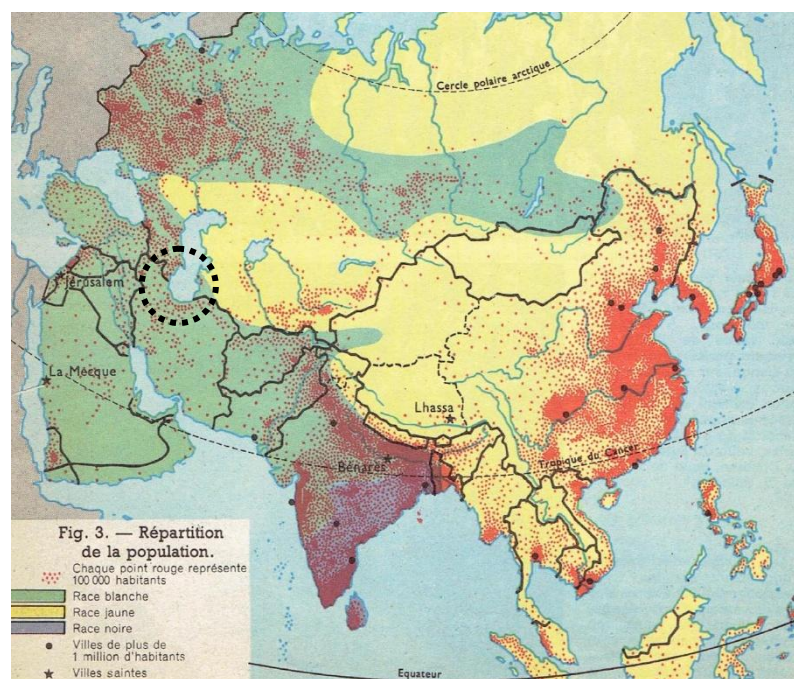 Cercle polaire arctique
Jérusalem
La Mecque
Lhassa
Bénarès
Tropique du Cancer
Fig. 3. — Répartition
de la population.
Chaque point rouge représente
100 000 habitants
Race blanche
Race jaune
Race noire
Villes de plus de
1 million d'habitants
Villes saintes
Equateur